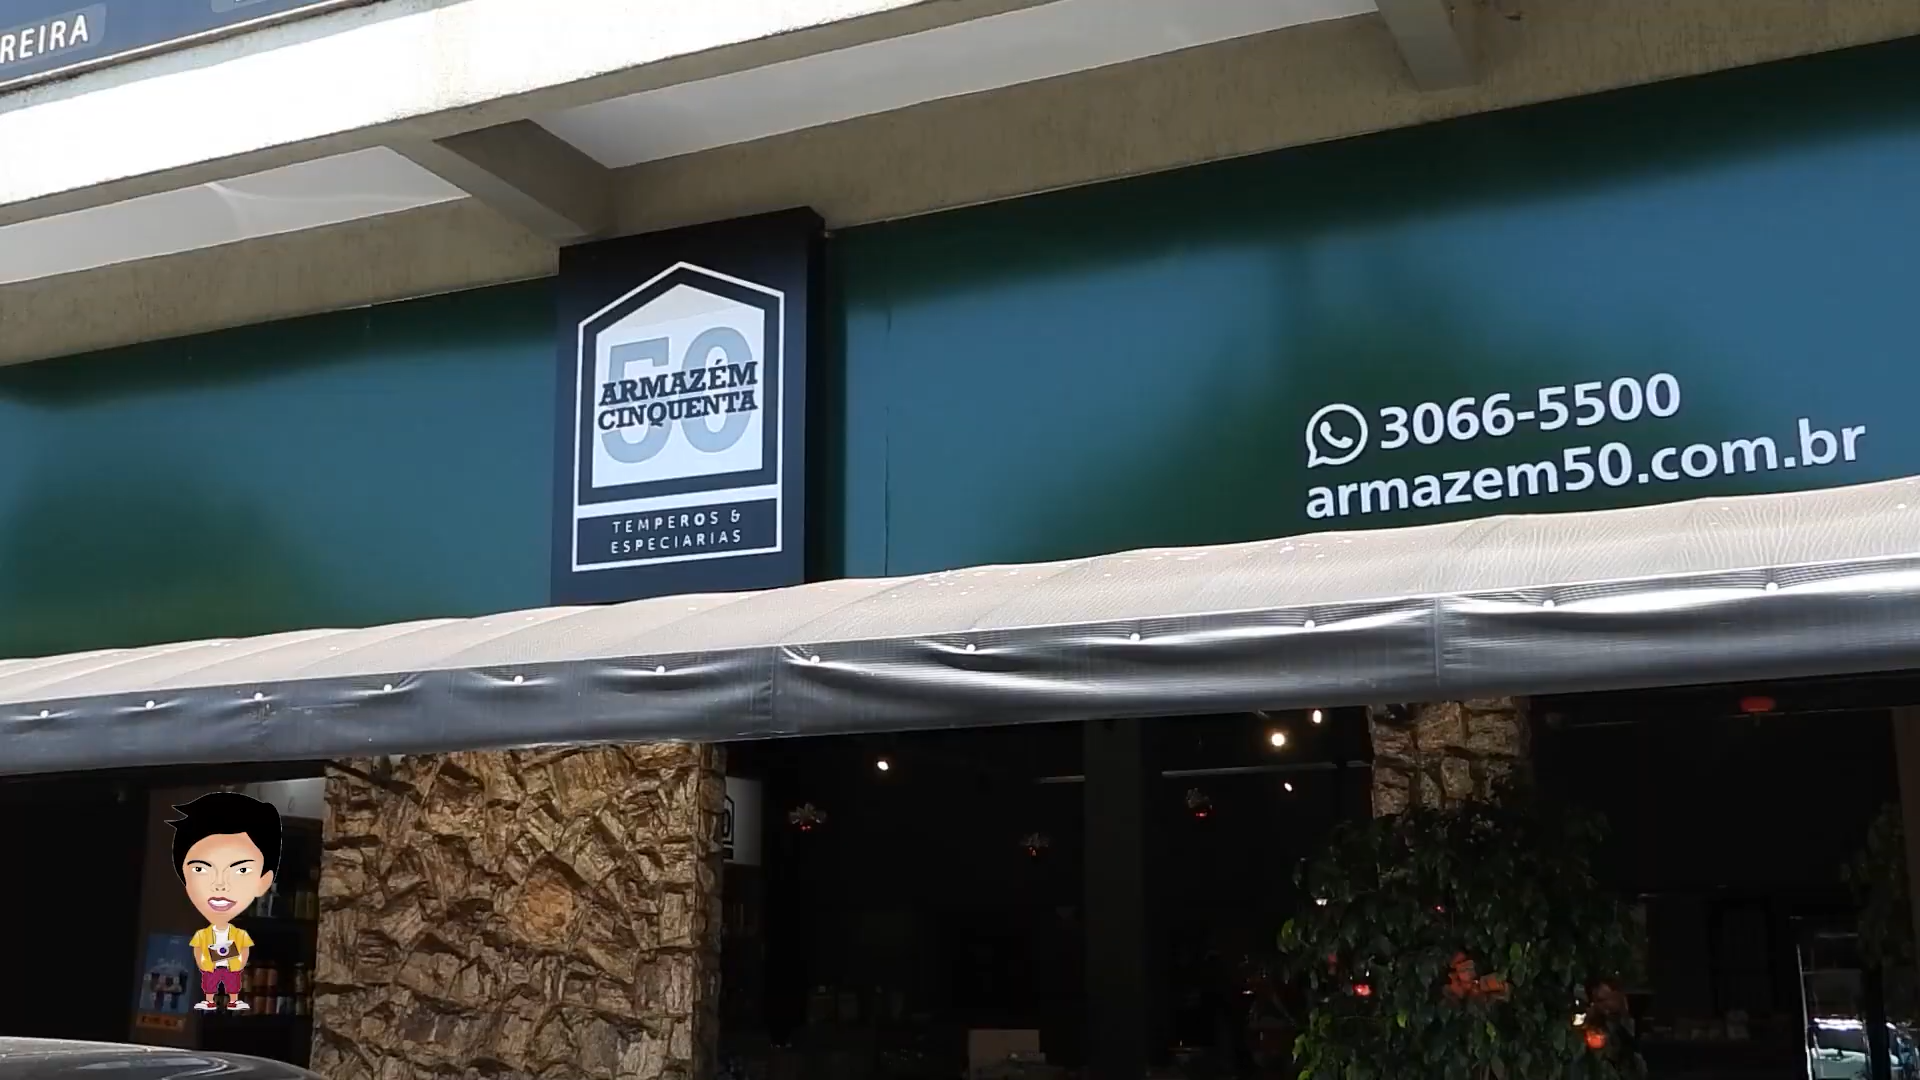 REIRA
50
ARMAZÉM
CINQUENTA
TEMPEROS &
ESPECIARIAS
3066-5500
armazem50.com.br